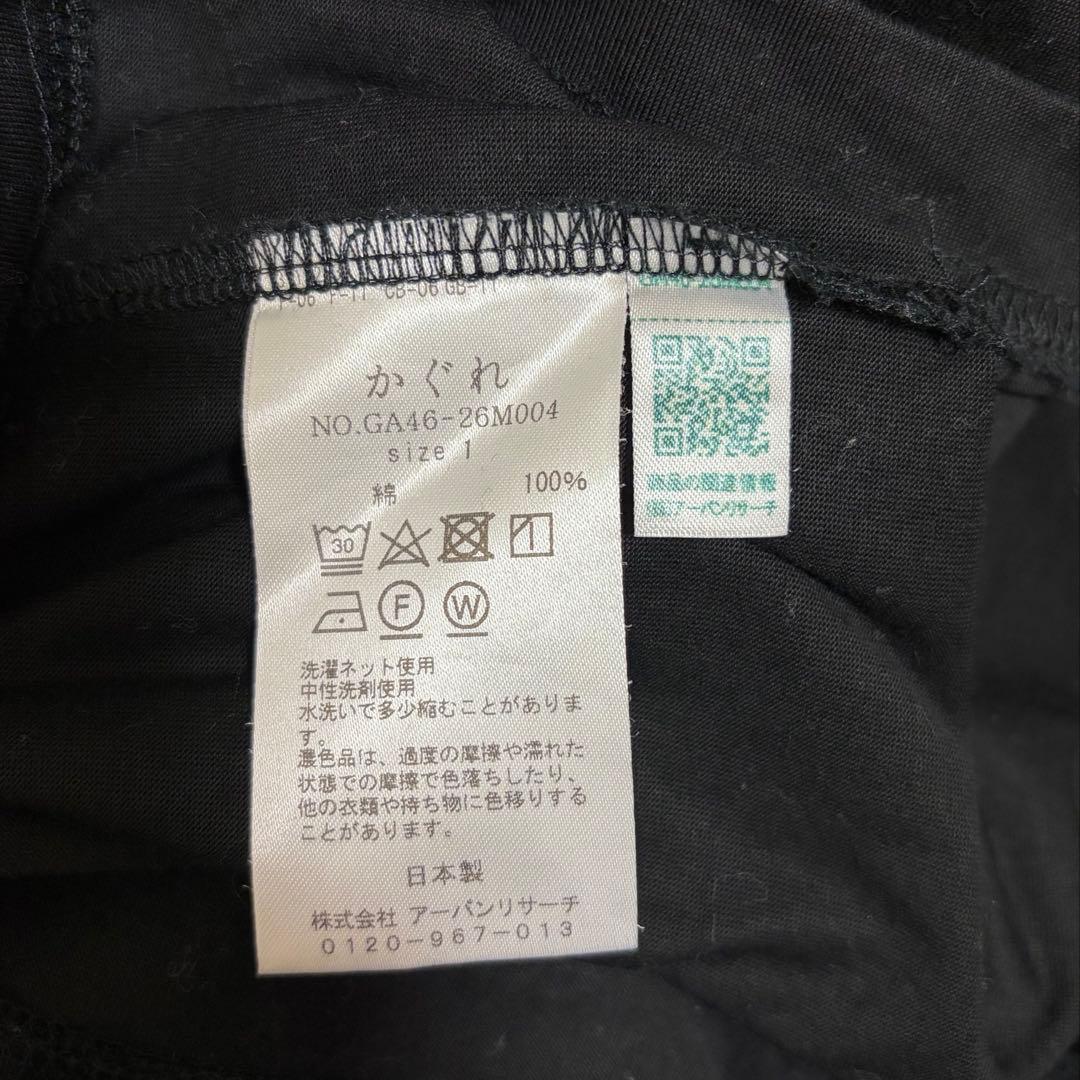 かぐれ
NO.GA46-26M004
size 1
綿 100%
30
F W
洗濯ネット使用
中性洗剤使用
水洗いで多少縮むことがありま
す。
濃色品は、過度の摩擦や濡れた
状態での摩擦で色落ちしたり、
他の衣類や持ち物に色移りする
ことがあります。
日本製
株式会社 アーバンリサーチ
0120-967-013
商品の関連情報
㈱アーバンリサーチ